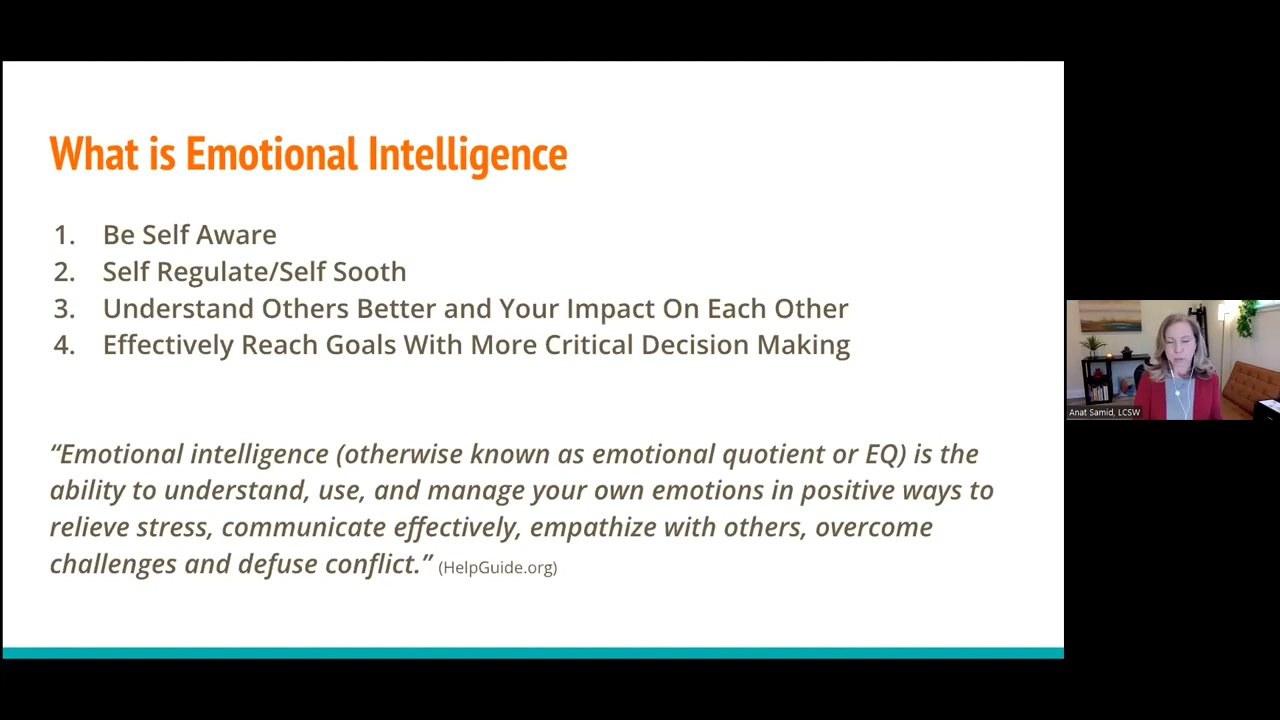 What is Emotional Intelligence
1. Be Self Aware
2. Self Regulate/Self Sooth
3. Understand Others Better and Your Impact On Each Other
4. Effectively Reach Goals With More Critical Decision Making
“Emotional intelligence (otherwise known as emotional quotient or EQ) is the
ability to understand, use, and manage your own emotions in positive ways to
relieve stress, communicate effectively, empathize with others, overcome
challenges and defuse conflict.” (HelpGuide.org)
Anat Samid, LCSW